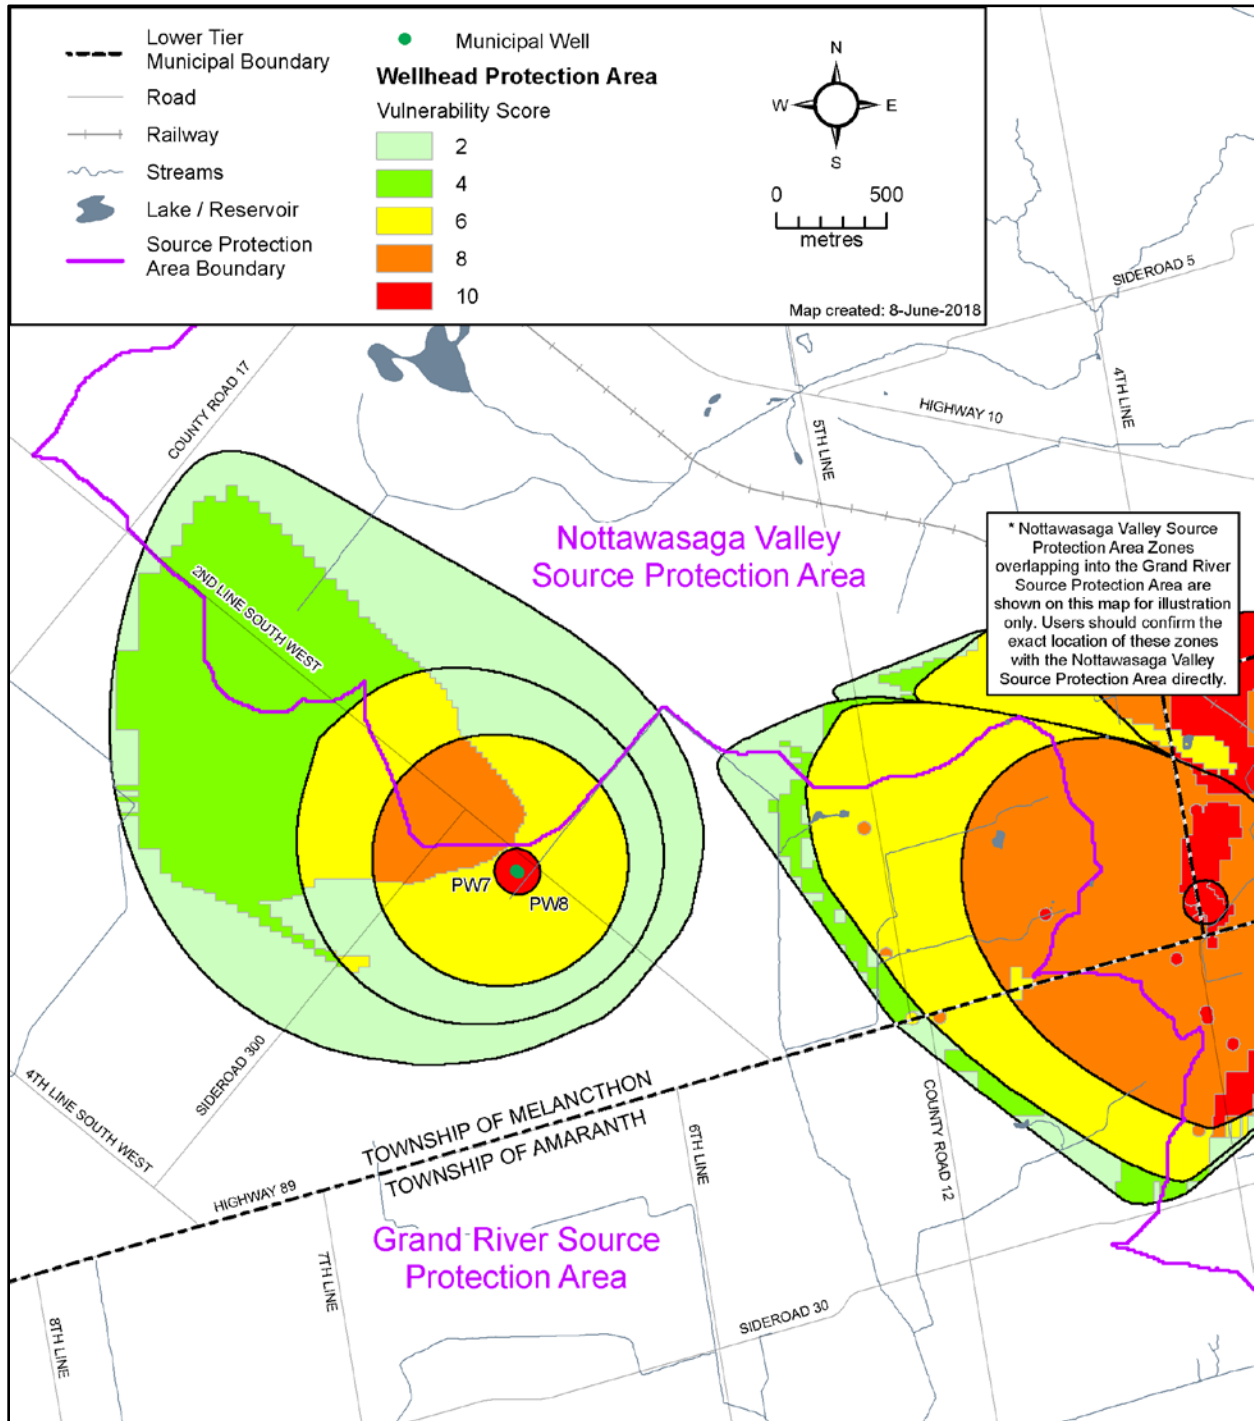 Lower Tier
Municipal Boundary
Road
Railway
Streams
Lake / Reservoir
Source Protection
Area Boundary
Municipal Well
Wellhead Protection Area
Vulnerability Score
2
4
6
8
10
N
W
E
S
0
500
metres
Map created: 8-June-2018
SIDEROAD 5
COUNTY ROAD 17
4TH LINE
HIGHWAY 10
5TH LINE
Nottawasaga Valley
Source Protection Area
* Nottawasaga Valley Source
Protection Area Zones
overlapping into the Grand River
Source Protection Area are
shown on this map for illustration
only. Users should confirm the
exact location of these zones
with the Nottawasaga Valley
Source Protection Area directly.
2ND LINE SOUTH WEST
PW7
PW8
SIDEROAD 300
4TH LINE SOUTH WEST
TOWNSHIP OF MELANCTHON
TOWNSHIP OF AMARANTH
HIGHWAY 89
6TH LINE
COUNTY ROAD 12
Grand River Source
Protection Area
7TH LINE
8TH LINE
SIDEROAD 30